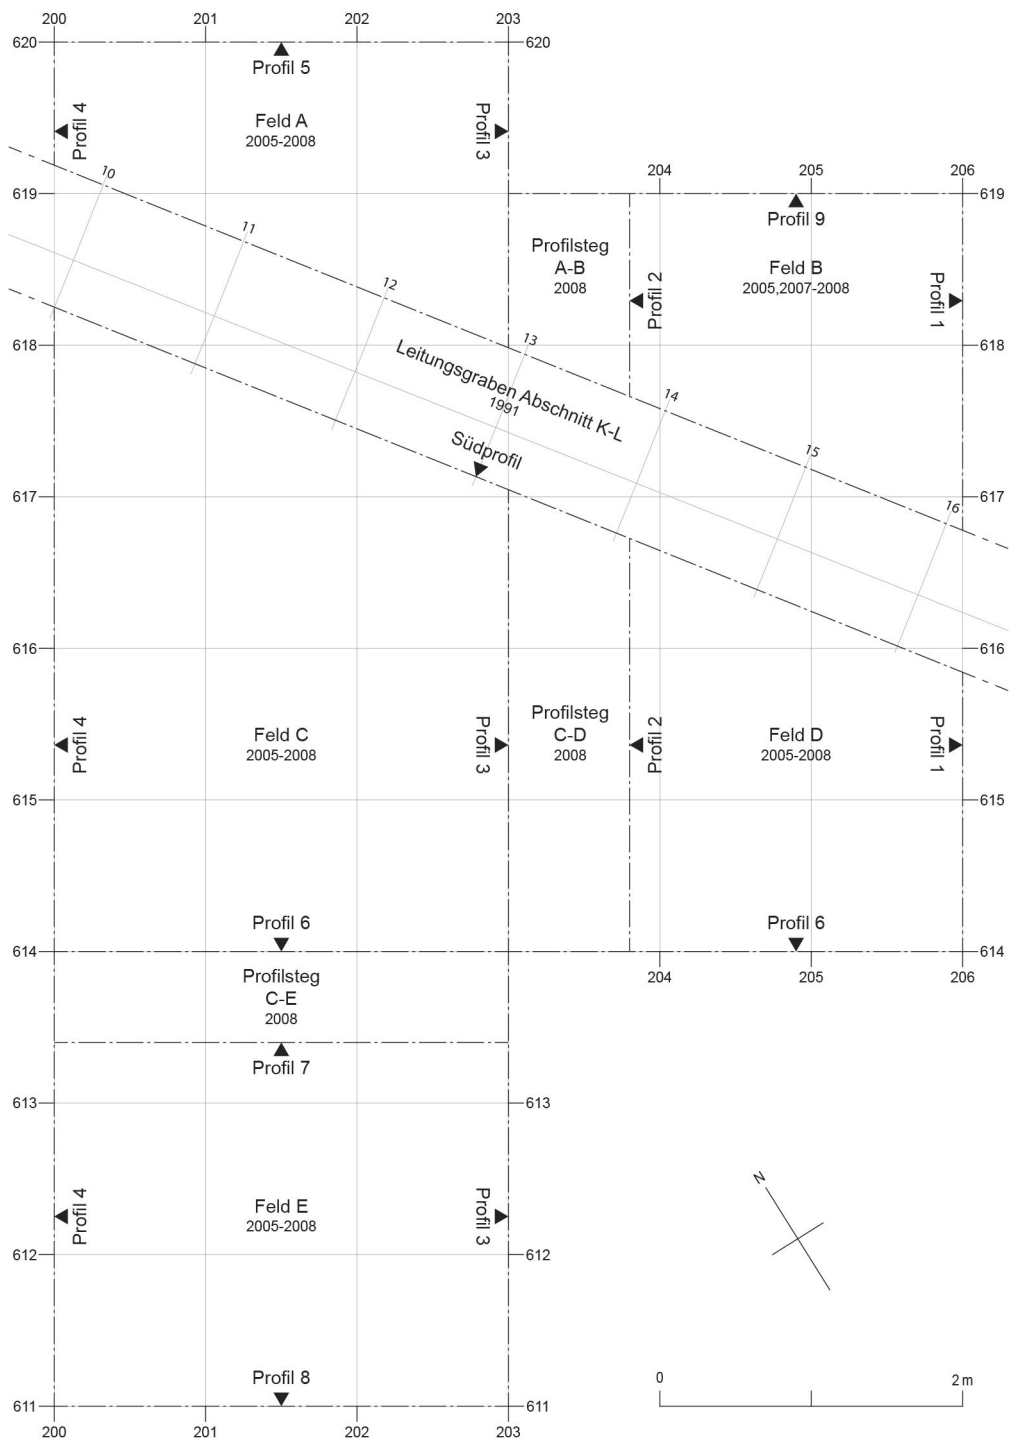 200 201 202 203
620 620
Profil 5
Profil 4
Feld A
2005-2008
Profil 3
10
204 205 206
619 619
11
Profil 9
Profilsteg
A-B
2008
Profil 2
Feld B
2005,2007-2008
Profil 1
12
618 618
13
Leitungsgraben Abschnitt K-L
1991
14
Südprofil
15
617 617
16
616 616
Profil 4
Feld C
2005-2008
Profil 3
Profilsteg
C-D
2008
Profil 2
Feld D
2005-2008
Profil 1
615 615
Profil 6 Profil 6
614 614
204 205 206
Profilsteg
C-E
2008
Profil 7
613 613
Profil 4
Feld E
2005-2008
Profil 3
N
612 612
Profil 8
0 2 m
611 611
200 201 202 203